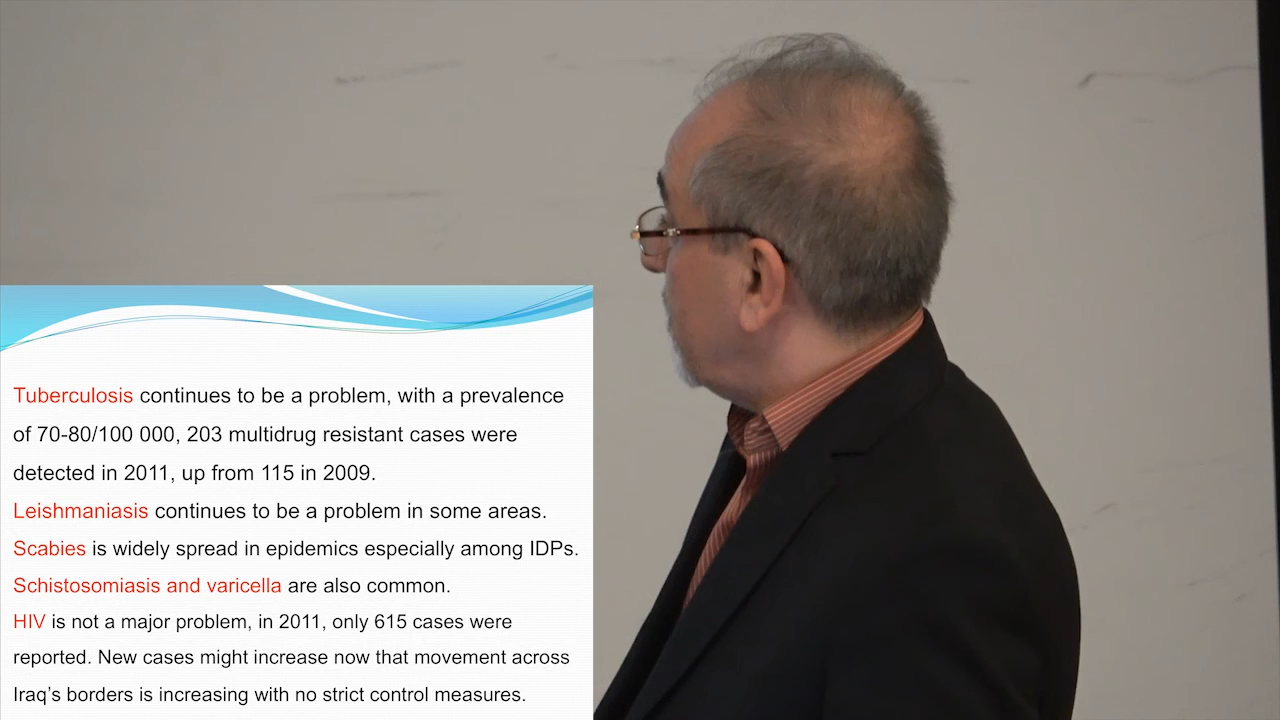 Tuberculosis continues to be a problem, with a prevalence
of 70-80/100 000, 203 multidrug resistant cases were
detected in 2011, up from 115 in 2009.
Leishmaniasis continues to be a problem in some areas.
Scabies is widely spread in epidemics especially among IDPs.
Schistosomiasis and varicella are also common.
HIV is not a major problem, in 2011, only 615 cases were
reported. New cases might increase now that movement across
Iraq’s borders is increasing with no strict control measures.